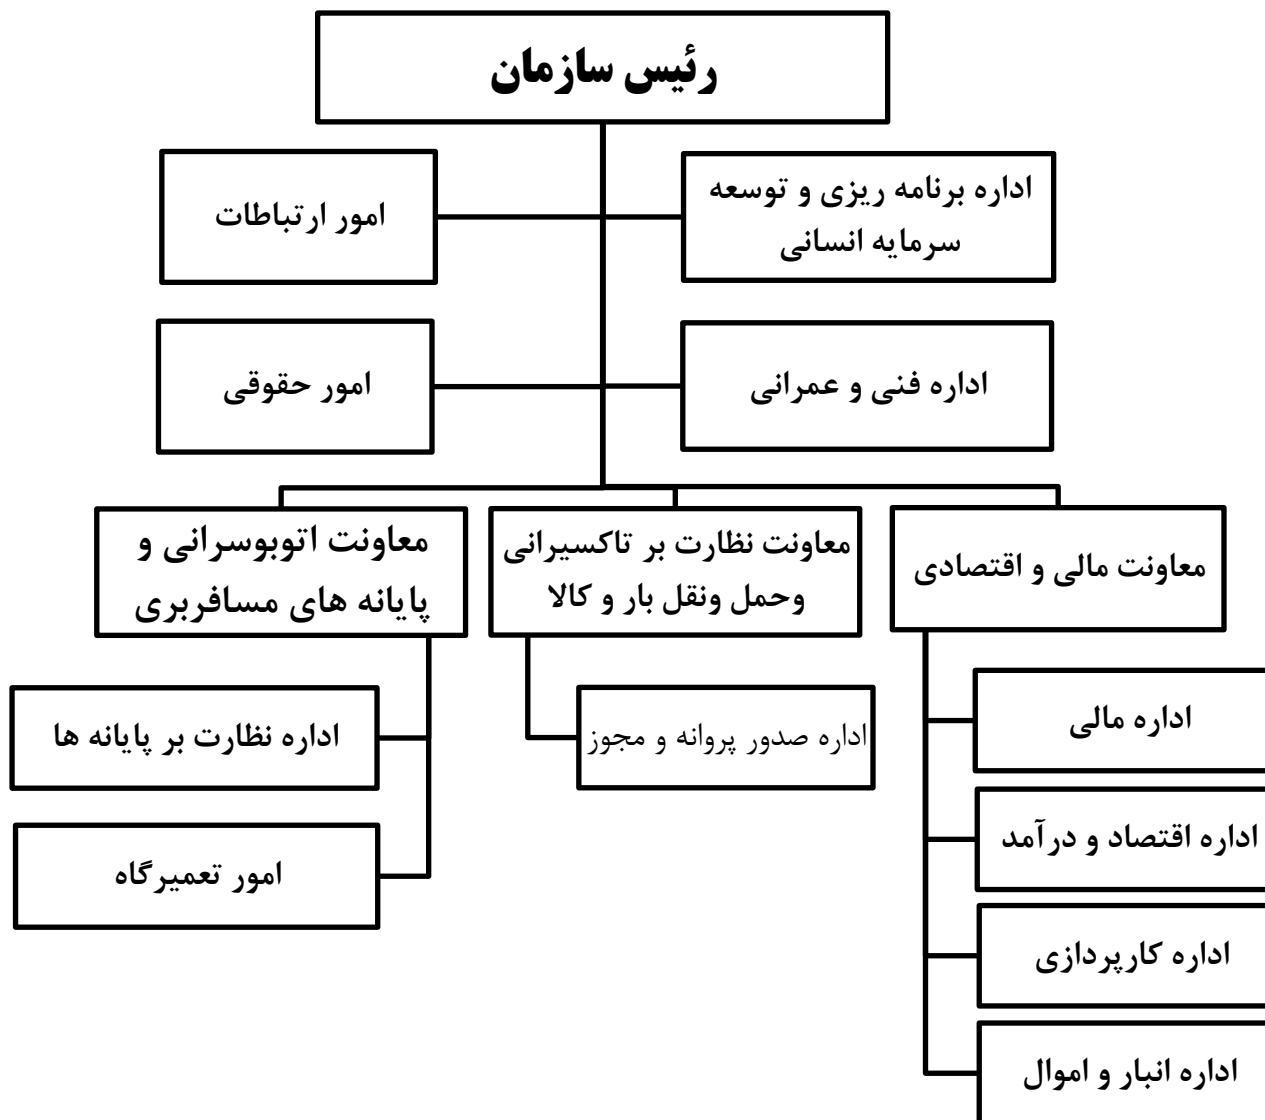 رئیس سازمان
اداره برنامه ریزی و توسعه
سرمایه انسانی
امور ارتباطات
اداره فنی و عمرانی
امور حقوقی
معاونت مالی و اقتصادی
معاونت نظارت بر تاکسیرانی
وحمل ونقل بار و کالا
معاونت اتوبوسرانی و
پایانه های مسافربری
اداره مالی
اداره اقتصاد و درآمد
اداره کارپردازی
اداره انبار و اموال
اداره صدور پروانه و مجوز
اداره نظارت بر پایانه ها
امور تعمیرگاه